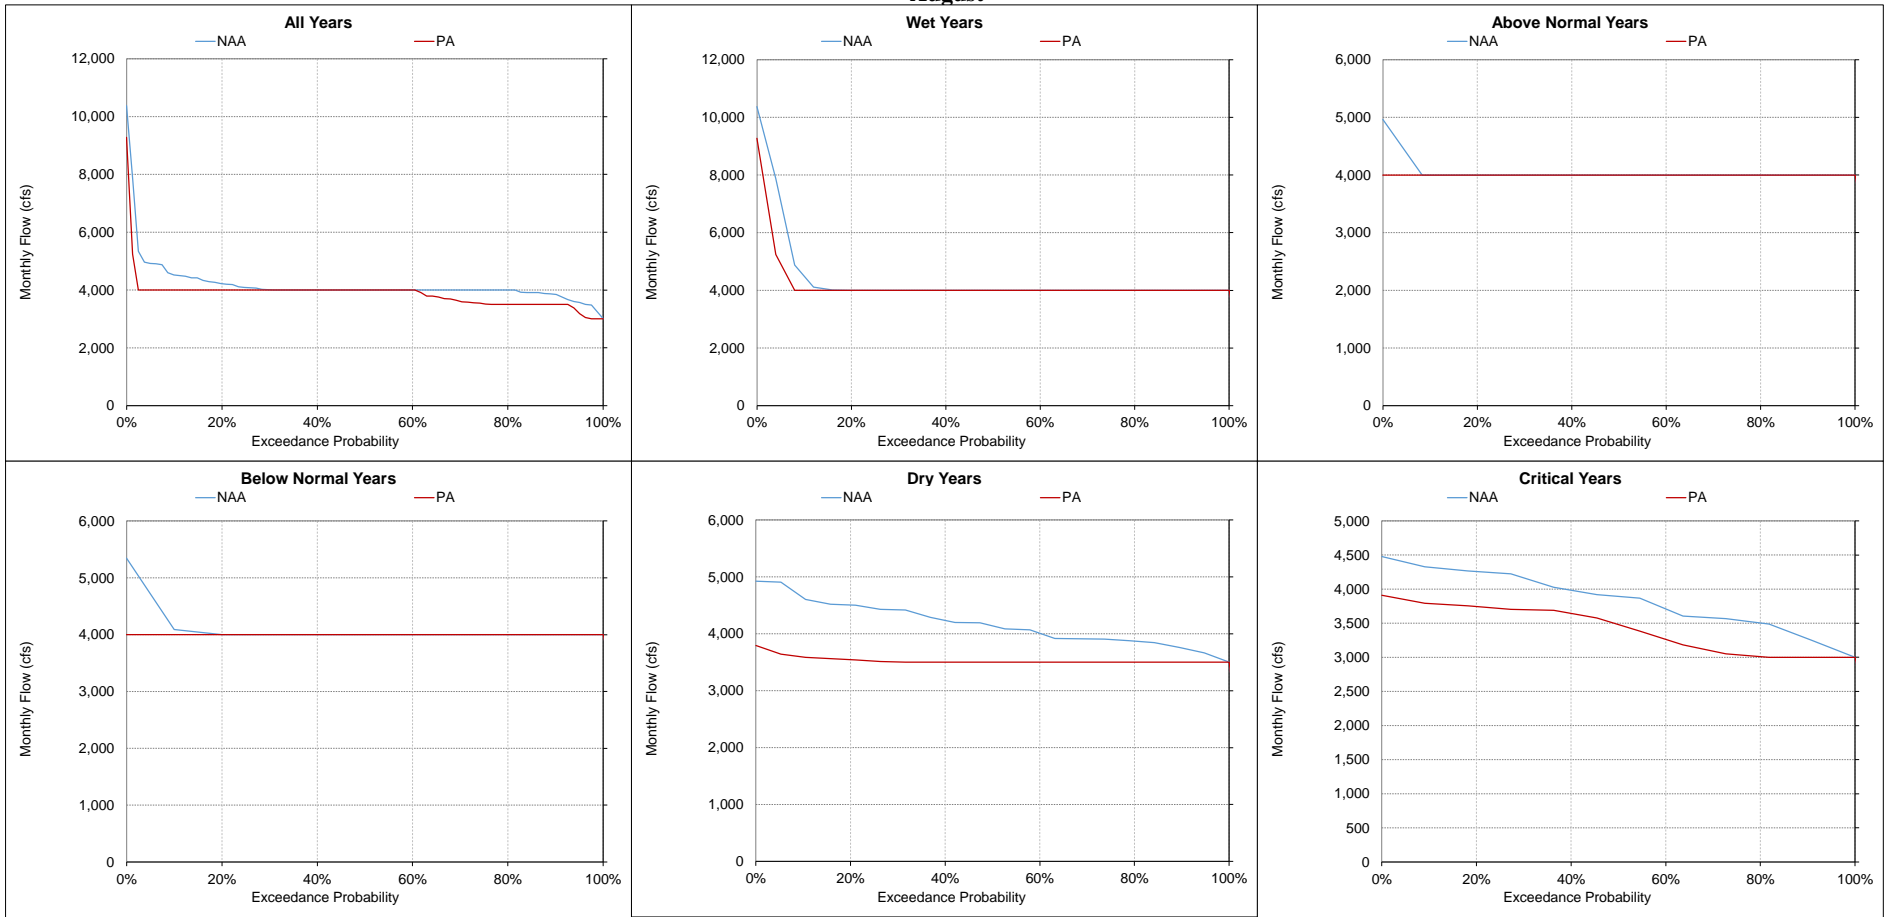 August
All Years
NAA PA
12,000
10,000
8,000
6,000
4,000
2,000
0
Monthly Flow (cfs)
0% 20% 40% 60% 80% 100%
Exceedance Probability
Wet Years
NAA PA
12,000
10,000
8,000
6,000
4,000
2,000
0
Monthly Flow (cfs)
0% 20% 40% 60% 80% 100%
Exceedance Probability
Above Normal Years
NAA PA
6,000
5,000
4,000
3,000
2,000
1,000
0
Monthly Flow (cfs)
0% 20% 40% 60% 80% 100%
Exceedance Probability
Below Normal Years
NAA PA
6,000
5,000
4,000
3,000
2,000
1,000
0
Monthly Flow (cfs)
0% 20% 40% 60% 80% 100%
Exceedance Probability
Dry Years
NAA PA
6,000
5,000
4,000
3,000
2,000
1,000
0
Monthly Flow (cfs)
0% 20% 40% 60% 80% 100%
Exceedance Probability
Critical Years
NAA PA
5,000
4,500
4,000
3,500
3,000
2,500
2,000
1,500
1,000
500
0
Monthly Flow (cfs)
0% 20% 40% 60% 80% 100%
Exceedance Probability